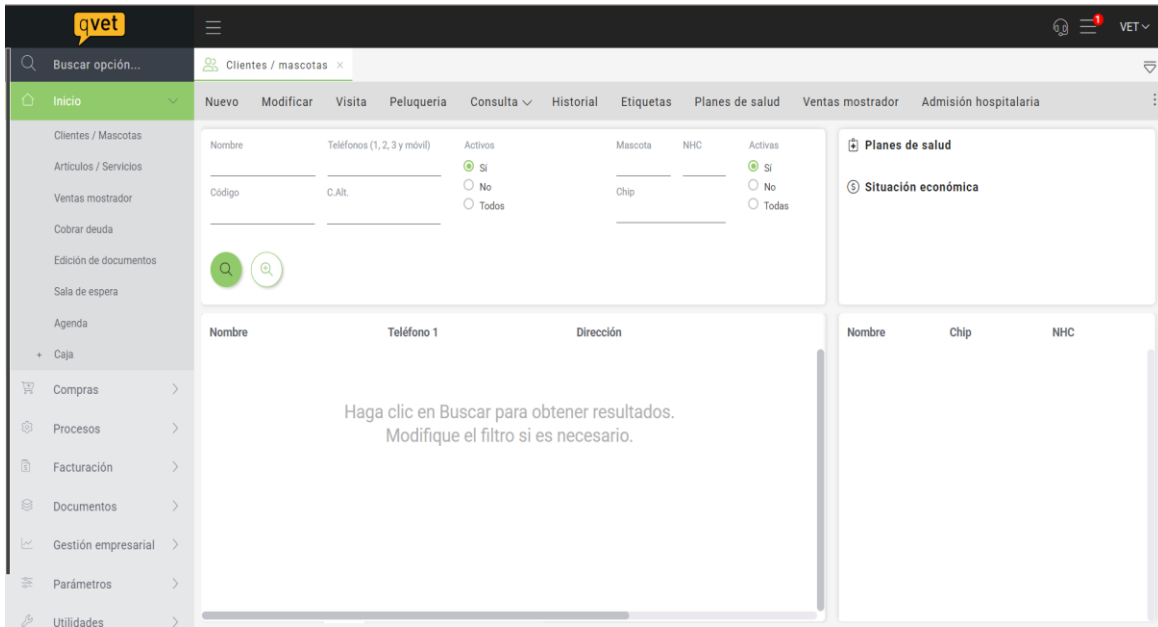 qvet
1
VET
Buscar opción...
Clientes / mascotas ×
Inicio
Nuevo Modificar Visita Peluqueria Consulta Historial Etiquetas Planes de salud Ventas mostrador Admisión hospitalaria
Clientes / Mascotas
Artículos / Servicios
Ventas mostrador
Cobrar deuda
Edición de documentos
Sala de espera
Agenda
+ Caja
Compras
Procesos
Facturación
Documentos
Gestión empresarial
Parámetros
Utilidades
Nombre Teléfonos (1, 2, 3 y móvil) Activos Mascota NHC Activas
Sí Sí
No No
Código C.Alt. Chip
Todos Todas
Planes de salud
Situación económica
Nombre Teléfono 1 Dirección
Haga clic en Buscar para obtener resultados.
Modifique el filtro si es necesario.
Nombre Chip NHC